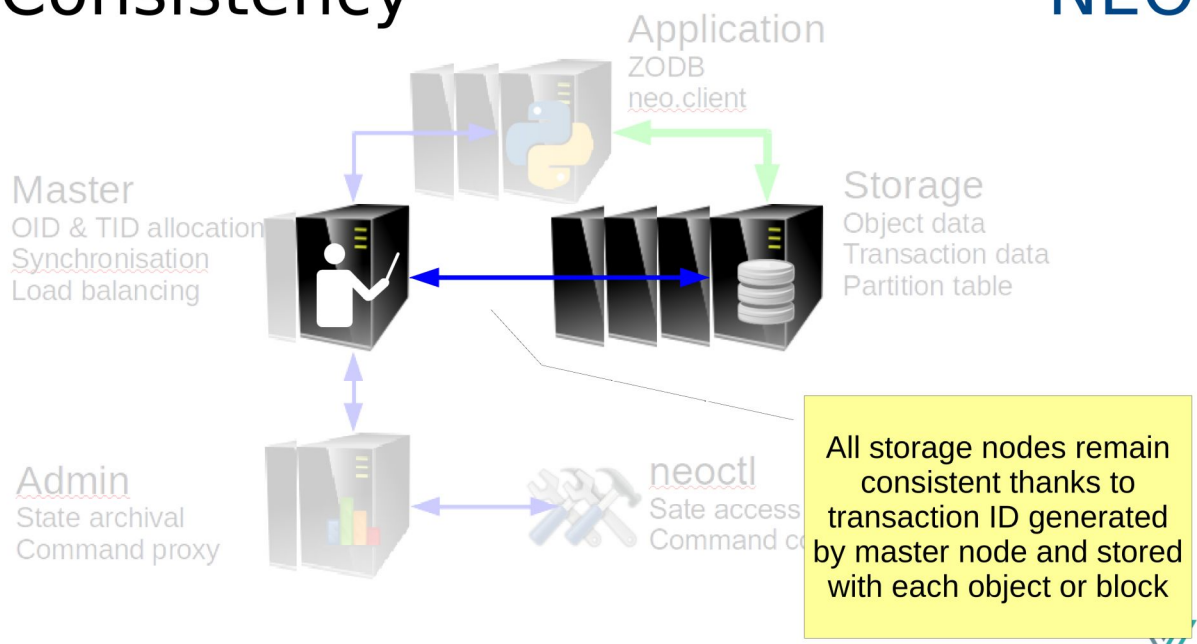 Consistency
NEO
Application
ZODB
neo.client
Master
OID & TID allocation
Synchronisation
Load balancing
Storage
Object data
Transaction data
Partition table
Admin
State archival
Command proxy
neoctl
Sate access
Command
All storage nodes remain
consistent thanks to
transaction ID generated
by master node and stored
with each object or block